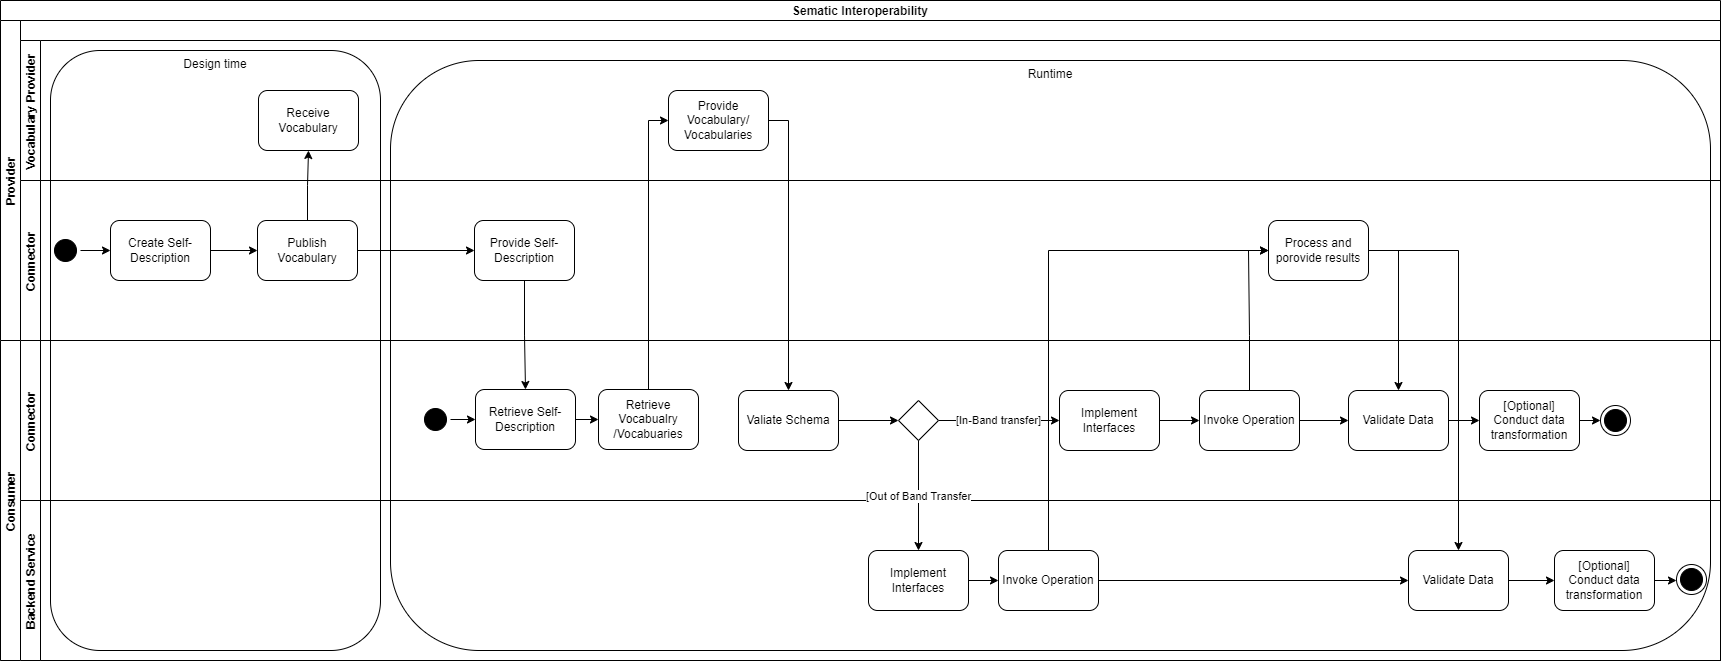 Sematic Interoperability
Provider
Vocabulary Provider
Design time
Runtime
Receive
Vocabulary
Provide
Vocabulary/
Vocabularies
Connector
Create Self-
Description
Publish
Vocabulary
Provide Self-
Description
Process and
porovide results
Consumer
Connector
Retrieve Self-
Description
Retrieve
Vocabualry
/Vocabuaries
Valiate Schema
[In-Band transfer]
Implement
Interfaces
Invoke Operation
Validate Data
[Optional]
Conduct data
transformation
[Out of Band Transfer
Backend Service
Implement
Interfaces
Invoke Operation
Validate Data
[Optional]
Conduct data
transformation